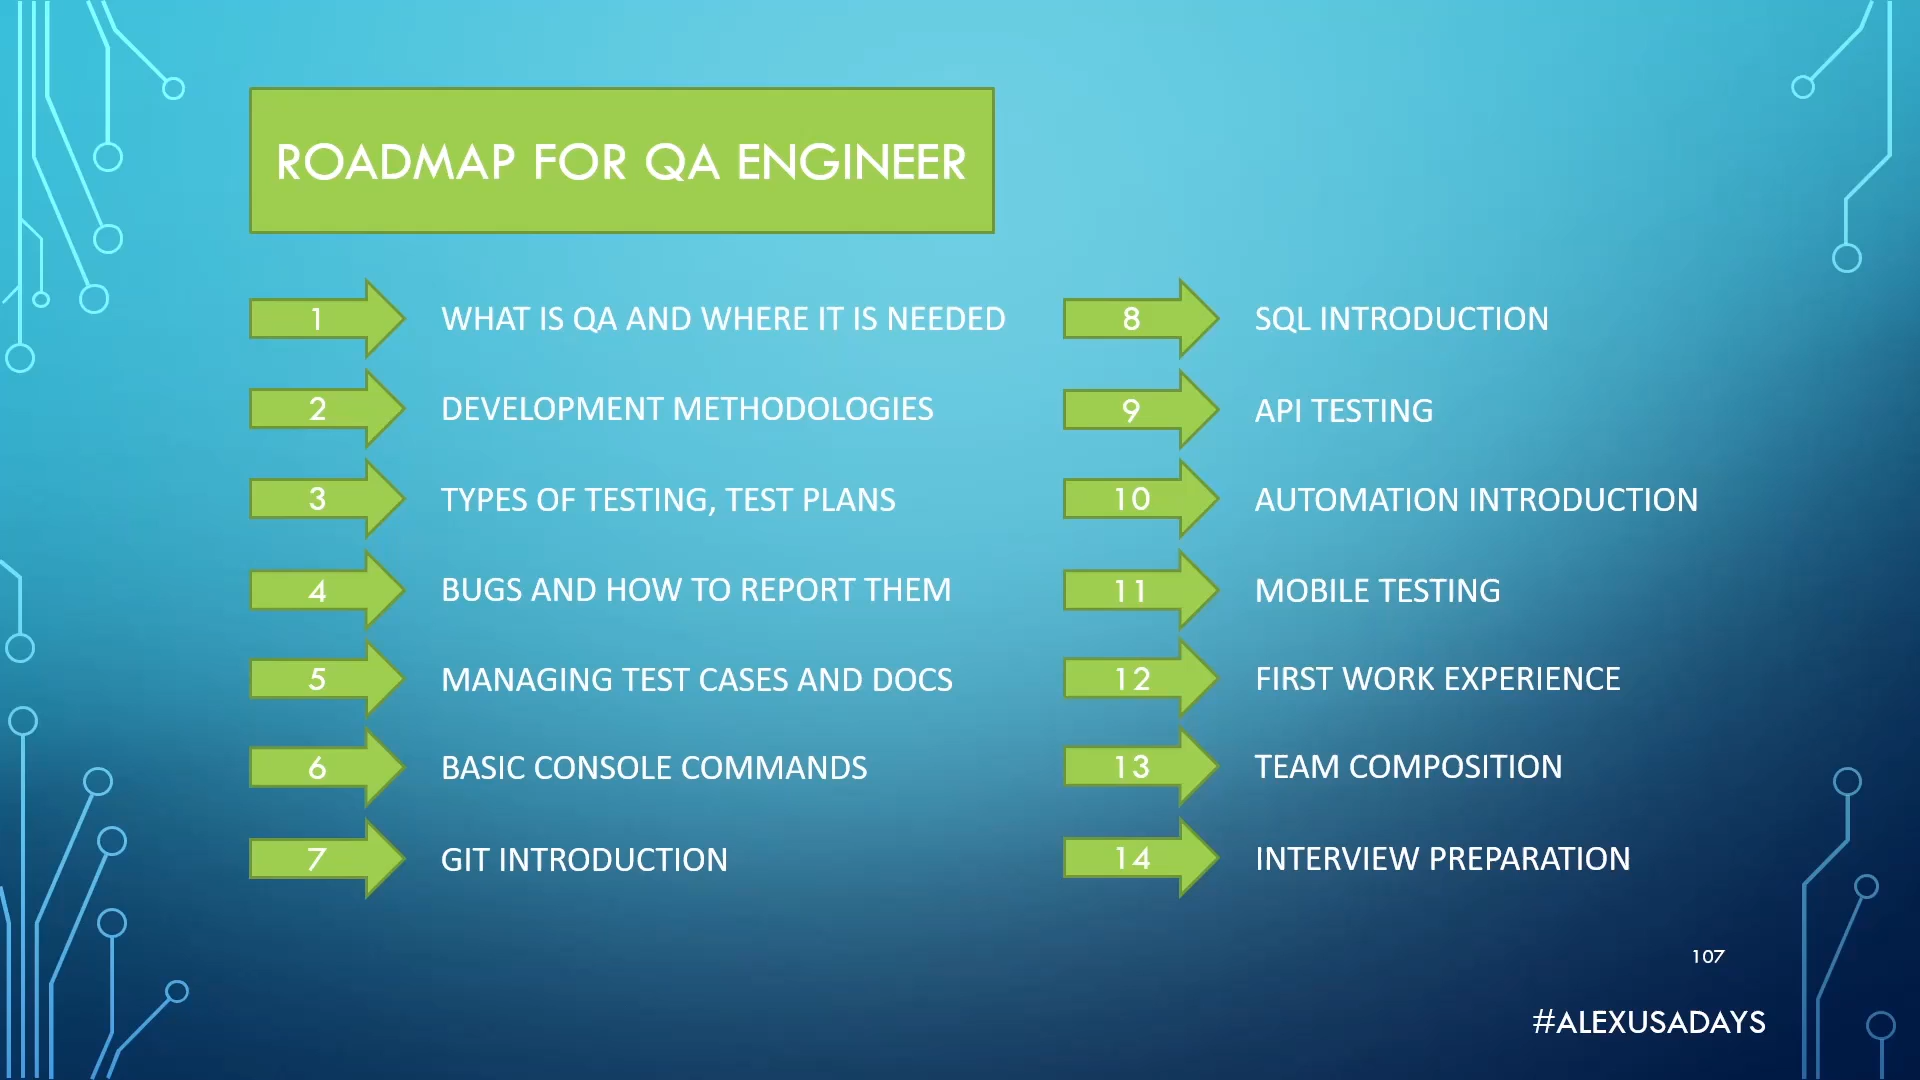 ROADMAP FOR QA ENGINEER
1 WHAT IS QA AND WHERE IT IS NEEDED
2 DEVELOPMENT METHODOLOGIES
3 TYPES OF TESTING, TEST PLANS
4 BUGS AND HOW TO REPORT THEM
5 MANAGING TEST CASES AND DOCS
6 BASIC CONSOLE COMMANDS
7 GIT INTRODUCTION
8 SQL INTRODUCTION
9 API TESTING
10 AUTOMATION INTRODUCTION
11 MOBILE TESTING
12 FIRST WORK EXPERIENCE
13 TEAM COMPOSITION
14 INTERVIEW PREPARATION
107
#ALEXUSADAYS